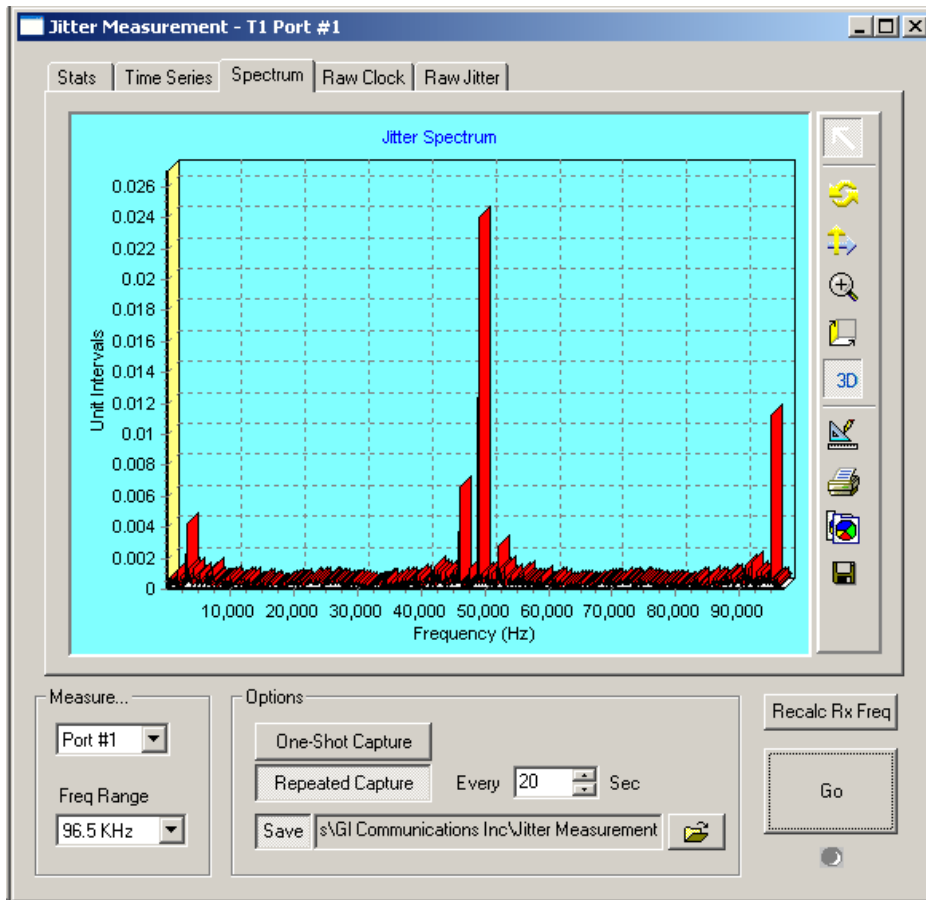 Jitter Measurement - T1 Port #1
Stats Time Series Spectrum Raw Clock Raw Jitter
Jitter Spectrum
0.026
0.024
0.022
0.02
0.018
0.016
0.014
0.012
0.01
0.008
0.006
0.004
0.002
0
Unit Intervals
10,000 20,000 30,000 40,000 50,000 60,000 70,000 80,000 90,000
Frequency (Hz)
3D
Measure...
Port #1
Freq Range
96.5 KHz
Options
One-Shot Capture
Repeated Capture Every 20 Sec
Save s\Gl Communications Inc\Jitter Measurement
Recalc Rx Freq
Go